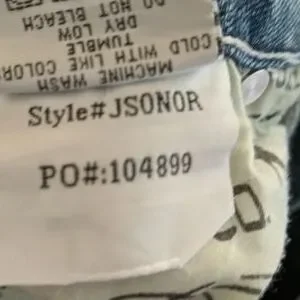 MACHINE WASH
COLD WITH LIKE COLORS
TUMBLE
DRY LOW
DO NOT BLEACH
Style#JSONOR
PO#:104899